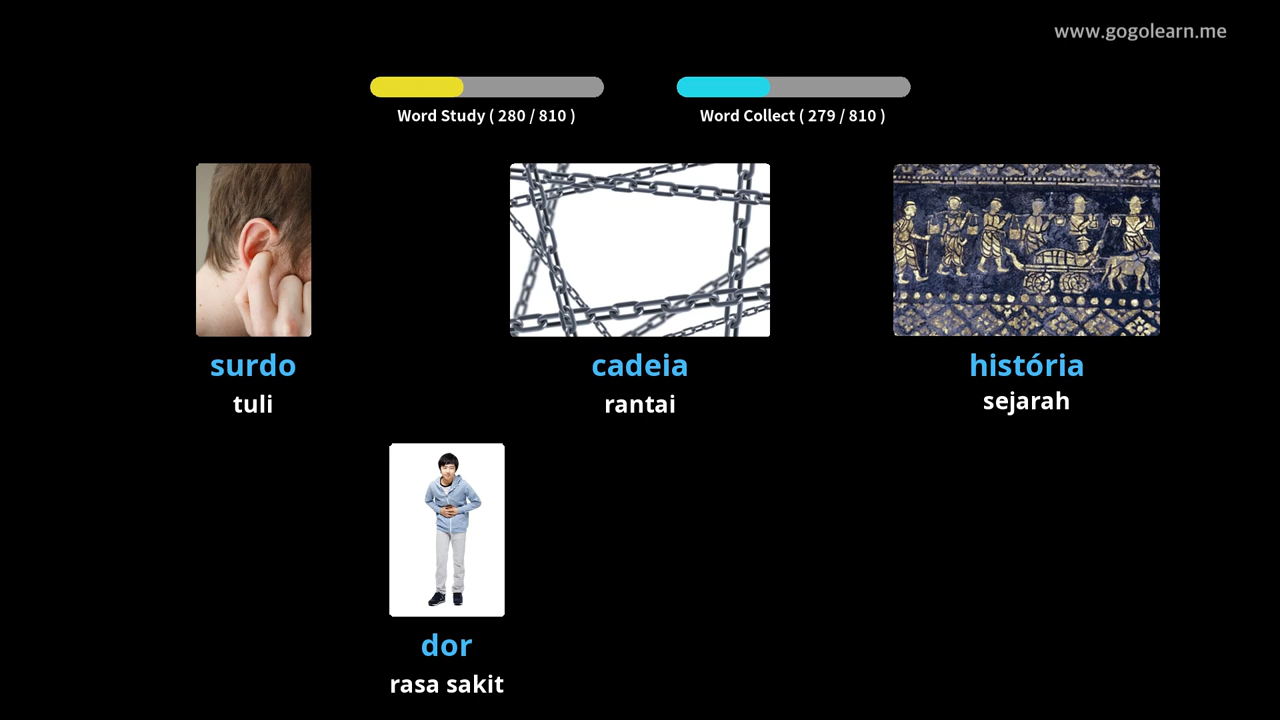 www.gogolearn.me
Word Study ( 280 / 810 )
Word Collect ( 279 / 810 )
surdo
tuli
cadeia
rantai
história
sejarah
dor
rasa sakit